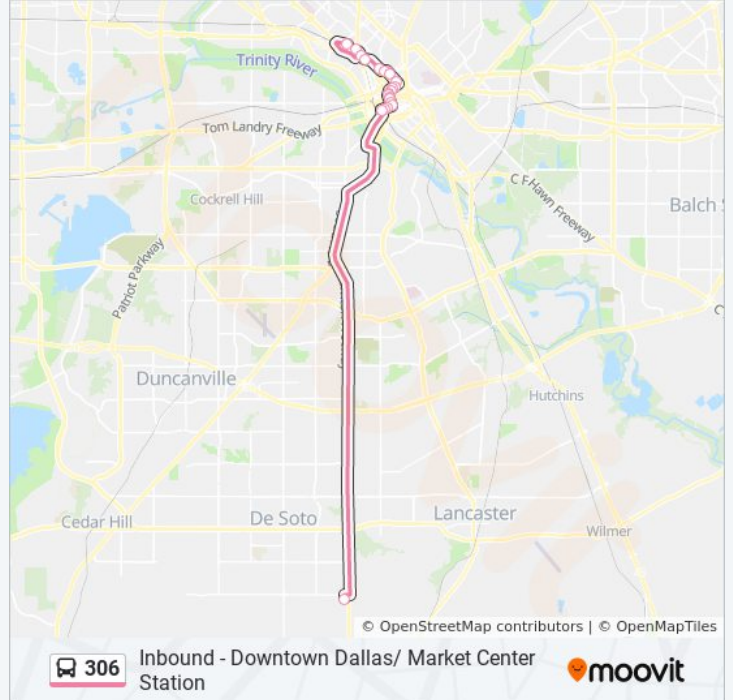 Trinity River
Tom Landry Freeway
C F Hawn Freeway
Cockrell Hill
Balch
Patriot Parkway
Duncanville
Hutchins
De Soto
Lancaster
Cedar Hill
Wilmer
© OpenStreetMap contributors | © OpenMapTiles
306
Inbound - Downtown Dallas/ Market Center
Station
moovit